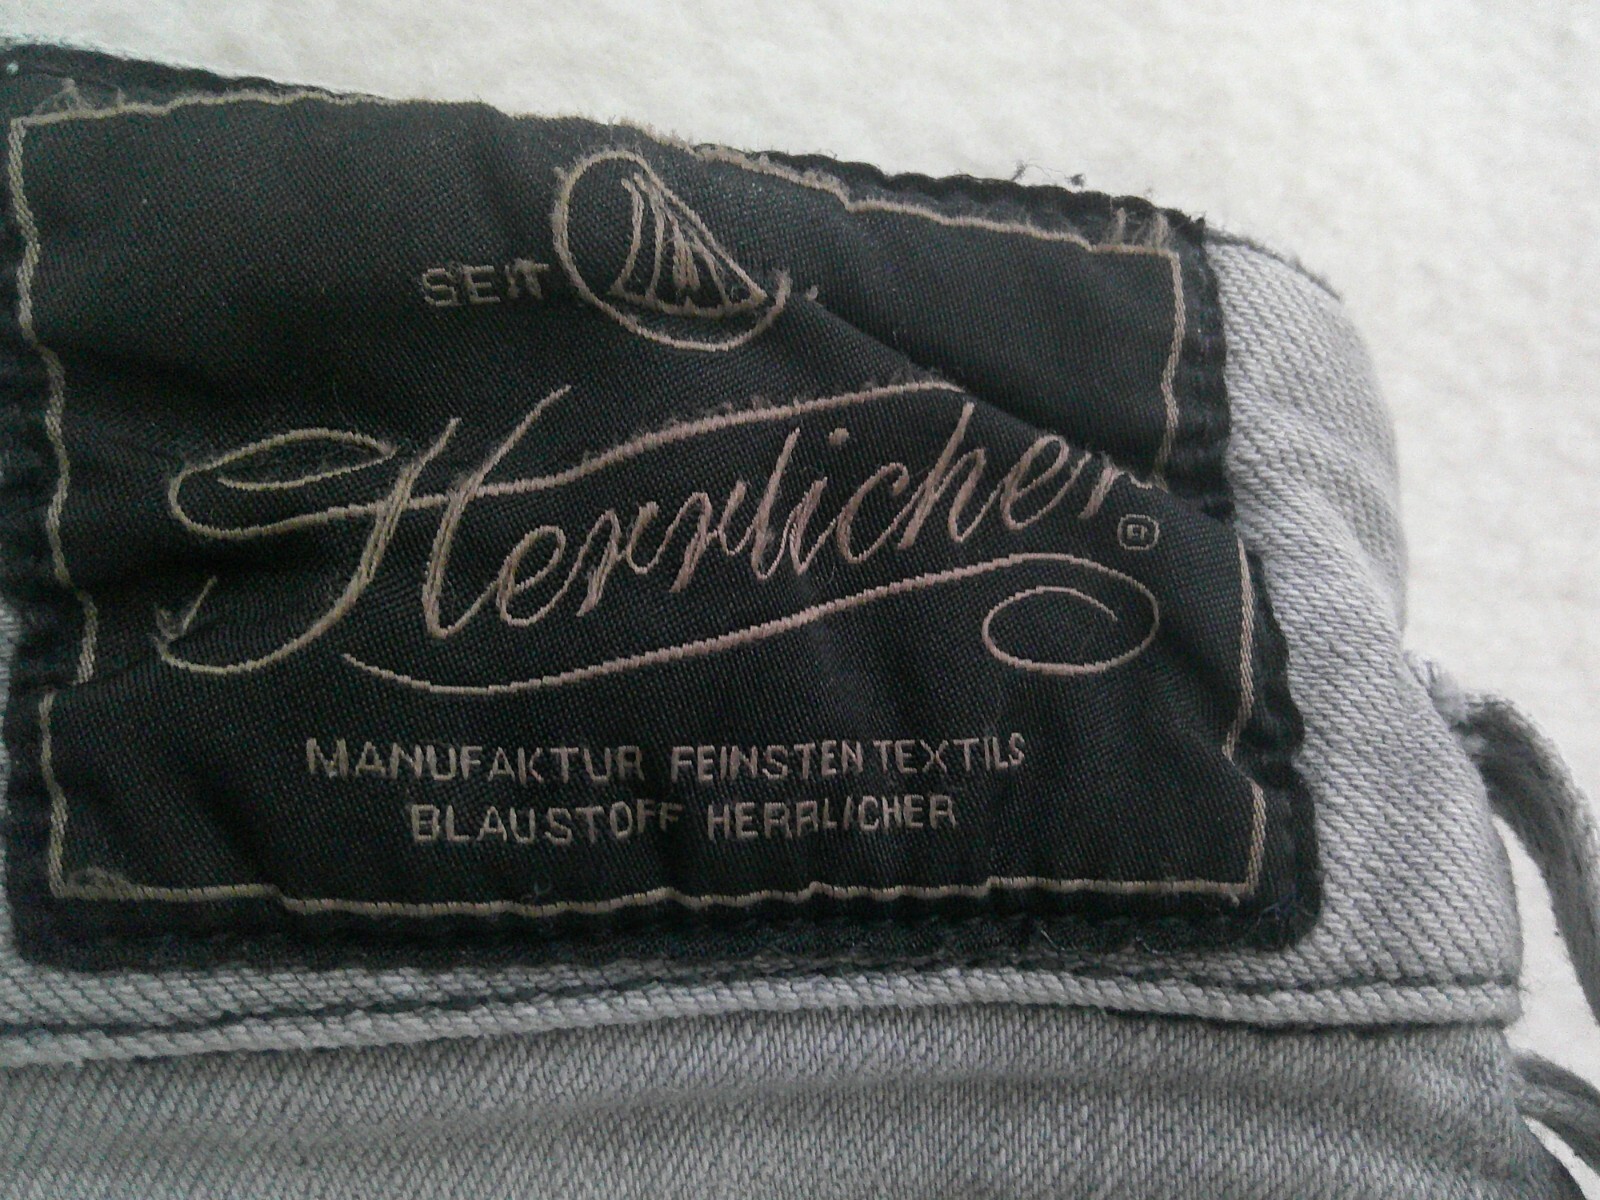 SEIT
Herrlicher
MANUFAKTUR FEINSTEN TEXTILS
BLAUSTOFF HERRLICHER